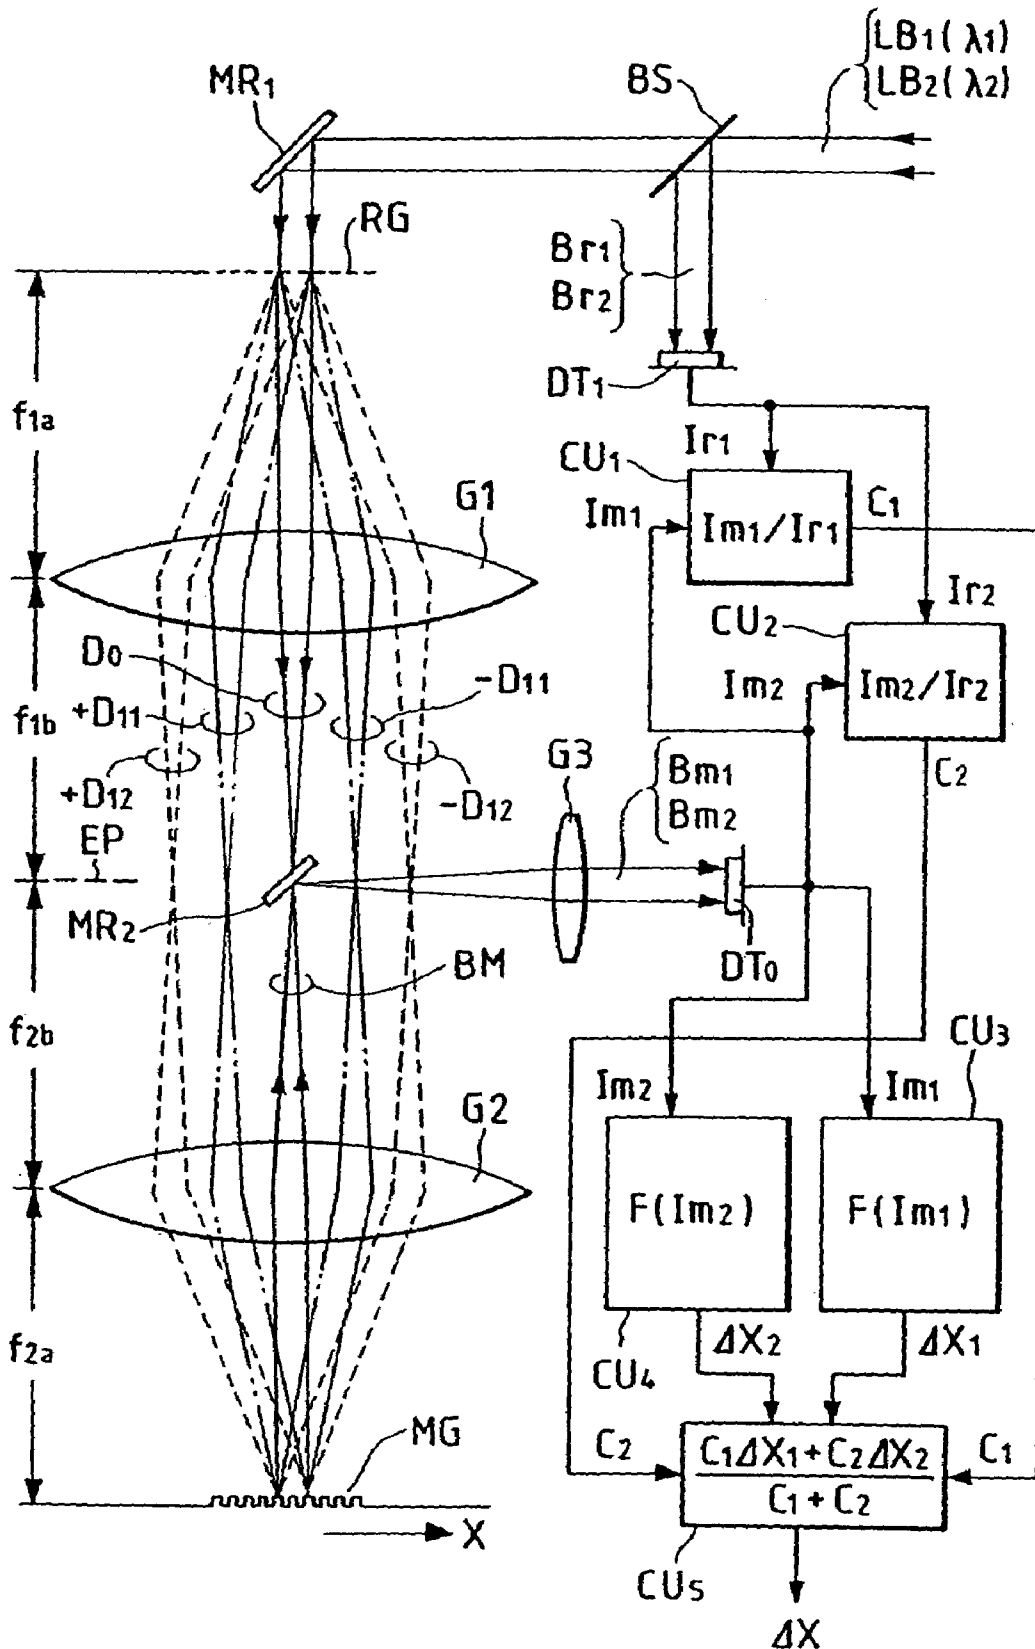 LB1(λ1)
LB2(λ2)
MR1
BS
RG
Br1
Br2
DT1
f1a
Ir1
CU1
G1
Im1
Im1/Ir1
C1
Ir2
CU2
D0
-D11
Im2
Im2/Ir2
f1b
+D11
G3
Bm1
Bm2
C2
+D12
-D12
EP
MR2
BM
DT0
f2b
CU3
Im2
Im1
G2
F(Im2)
F(Im1)
f2a
ΔX2
ΔX1
CU4
MG
C2
C1ΔX1+C2ΔX2
C1+C2
C1
X
CU5
ΔX